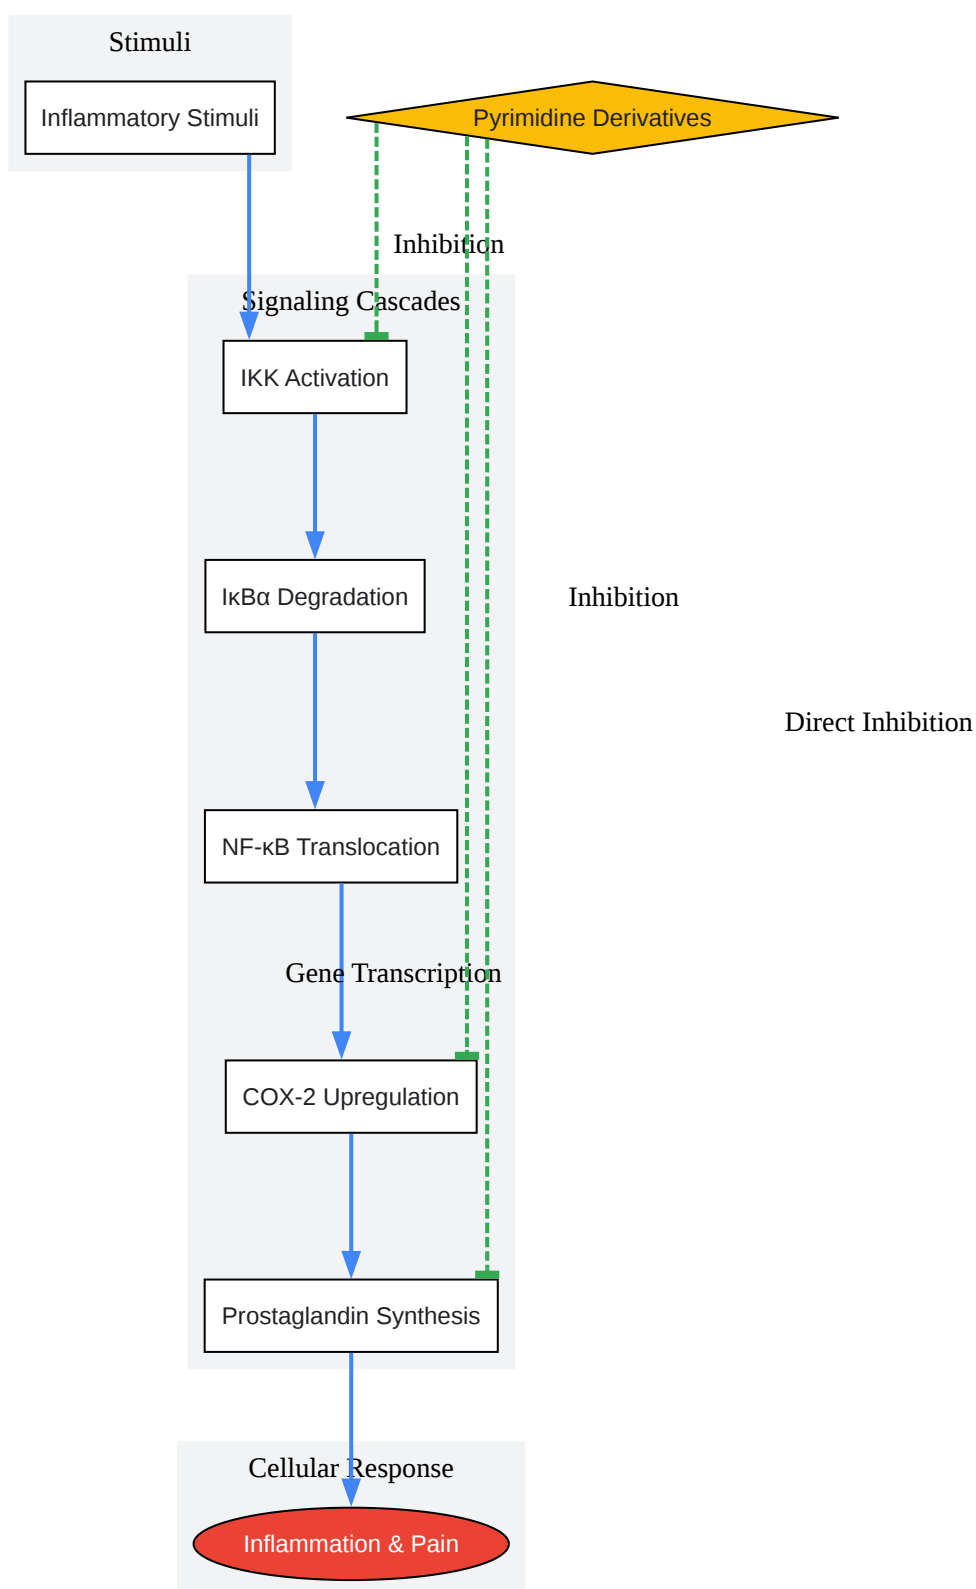 Stimuli
Inflammatory Stimuli
Pyrimidine Derivatives
Inhibition
Signaling Cascades
IKK Activation
IκBα Degradation
Inhibition
Direct Inhibition
NF-κB Translocation
Gene Transcription
COX-2 Upregulation
Prostaglandin Synthesis
Cellular Response
Inflammation & Pain